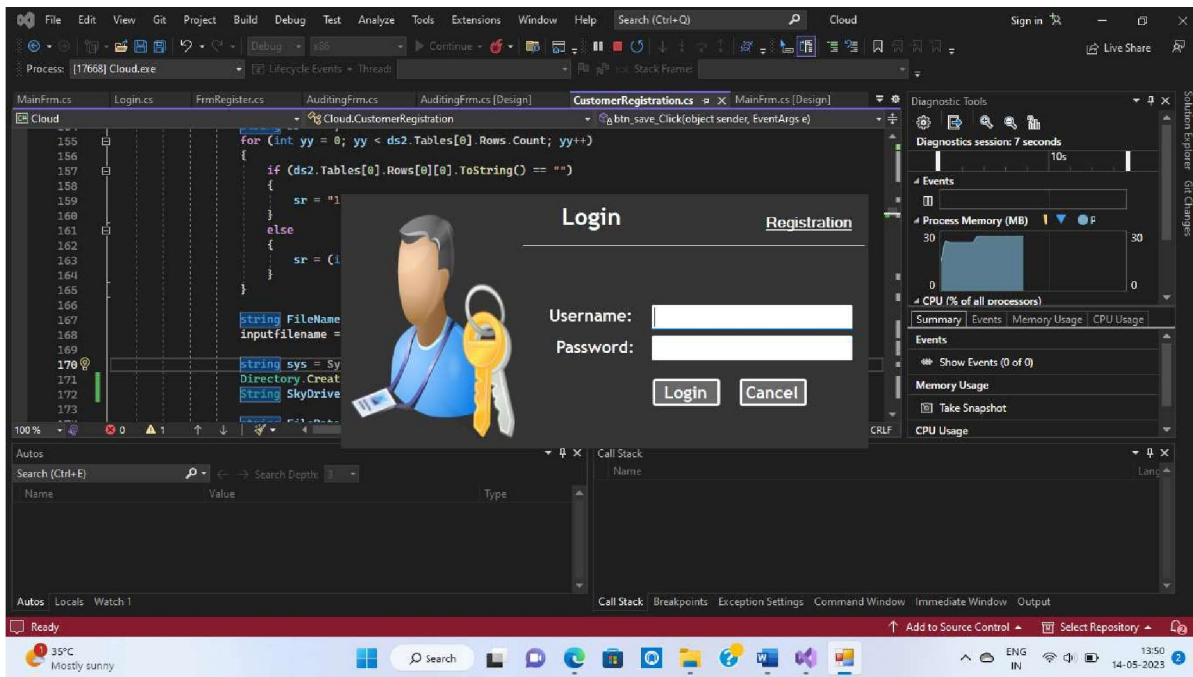 File Edit View Git Project Build Debug Test Analyze Tools Extensions Window Help Search (Ctrl+Q) Cloud Sign in
Debug x86 Continue Live Share
Process: [17668] Cloud.exe Lifecycle Events Thread: Stack Frame:
MainFrm.cs Login.cs FrmRegister.cs AuditingFrm.cs AuditingFrm.cs [Design] CustomerRegistration.cs MainFrm.cs [Design]
Cloud Cloud.CustomerRegistration btn_save_Click(object sender, EventArgs e)
155 for (int yy = 0; yy < ds2.Tables[0].Rows.Count; yy++)
156 {
157 if (ds2.Tables[0].Rows[0][0].ToString() == "")
158 {
159 sr = "1
160 }
161 else
162 {
163 sr = (i
164 }
165 }
166
167 string FileName
168 inputfilename =
169
170 string sys = Sy
171 Directory.Creat
172 String SkyDrive
173
100 % 0 1 CRLF
Login Registration
Username:
Password:
Login Cancel
Diagnostic Tools
Diagnostics session: 7 seconds
10s
Events
Process Memory (MB) P
30 30
0 0
CPU (% of all processors)
Summary Events Memory Usage CPU Usage
Events
Show Events (0 of 0)
Memory Usage
Take Snapshot
CPU Usage
Solution Explorer
Git Changes
Autos
Search (Ctrl+E) Search Depth: 3
Name Value Type
Autos Locals Watch 1
Call Stack
Name Lang
Call Stack Breakpoints Exception Settings Command Window Immediate Window Output
Ready Add to Source Control Select Repository 2
1 35°C
Mostly sunny
Search
ENG
IN
13:50
14-05-2023
2